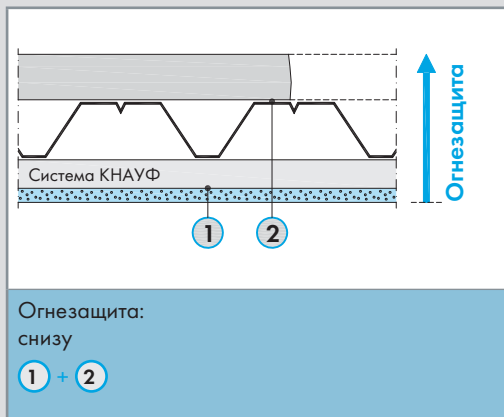 Огнезащита
Система КНАУФ
1 2
Огнезащита:
снизу
1 + 2